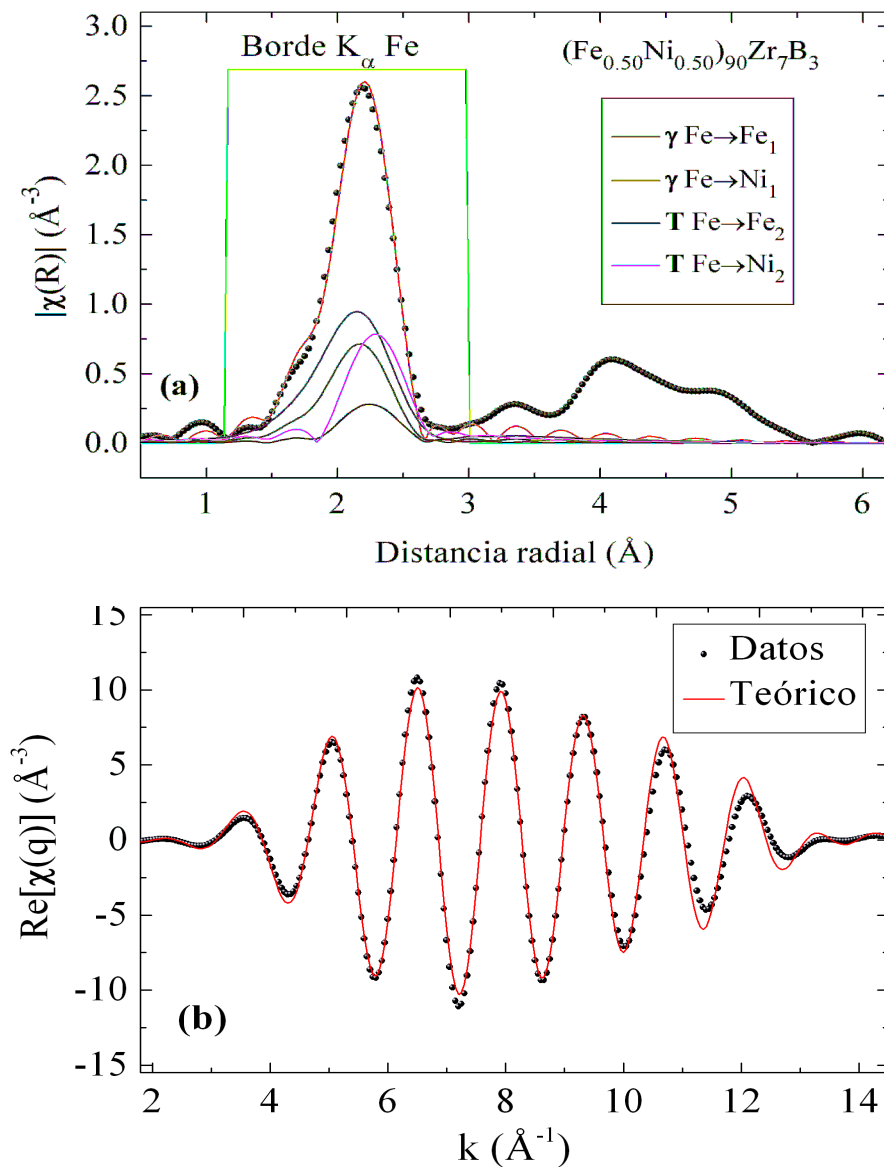 3.0
2.5
2.0
1.5
1.0
0.5
0.0
|χ(R)| (Å⁻³)
Borde Kα Fe
(Fe₀.₅₀Ni₀.₅₀)₉₀Zr₇B₃
γ Fe→Fe₁
γ Fe→Ni₁
T Fe→Fe₂
T Fe→Ni₂
(a)
1 2 3 4 5 6
Distancia radial (Å)
15
10
5
0
-5
-10
-15
Re[χ(q)] (Å⁻³)
Datos
Teórico
(b)
2 4 6 8 10 12 14
k (Å⁻¹)